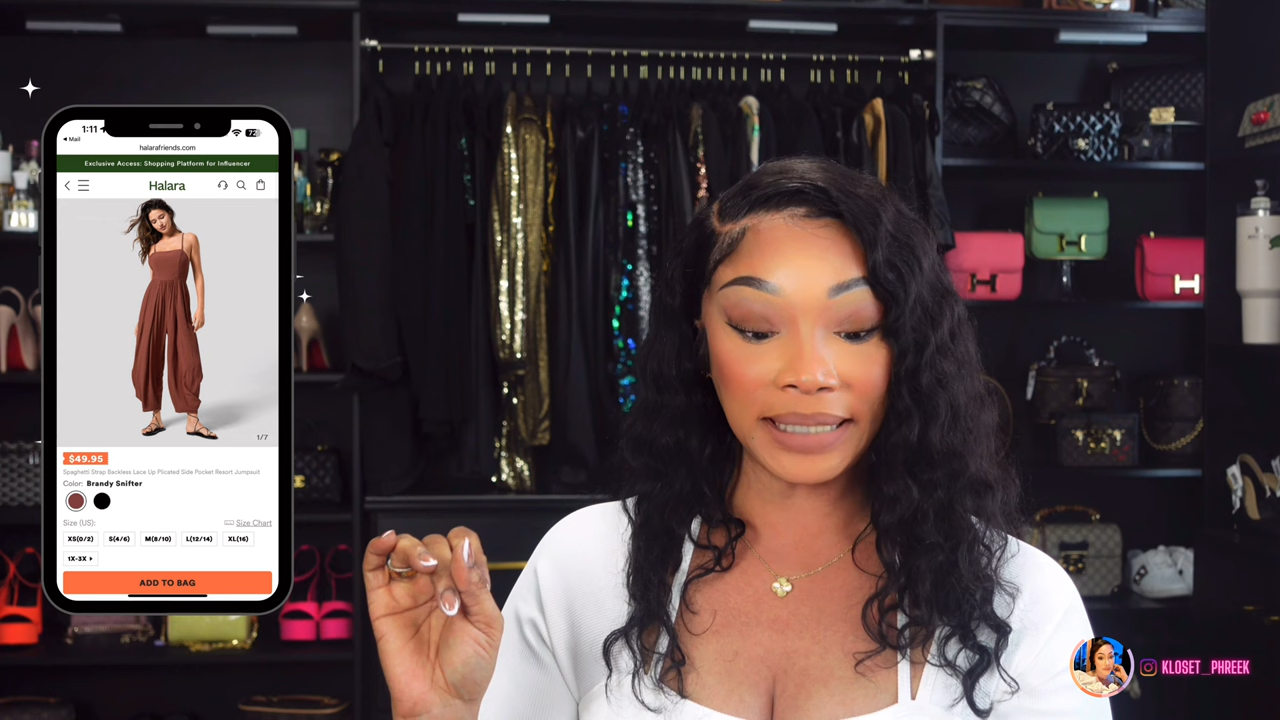 1:11
Mail
73
halarafriends.com
Exclusive Access: Shopping Platform for Influencer
Halara
1/7
$49.95
Spaghetti Strap Backless Lace Up Plicated Side Pocket Resort Jumpsuit
Color: Brandy Snifter
Size (US):
Size Chart
XS(0/2) S(4/6) M(8/10) L(12/14) XL(16)
1X-3X
ADD TO BAG
KLOSET_PHREEK